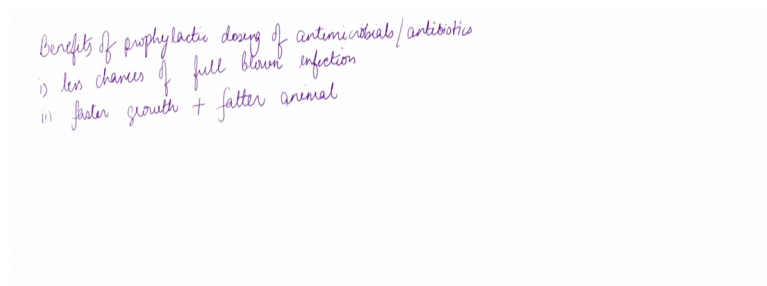 Benefits of prophylactic dosing of antimicrobials/antibiotics
i) less chances of full blown infection
ii) faster growth + fatter animal